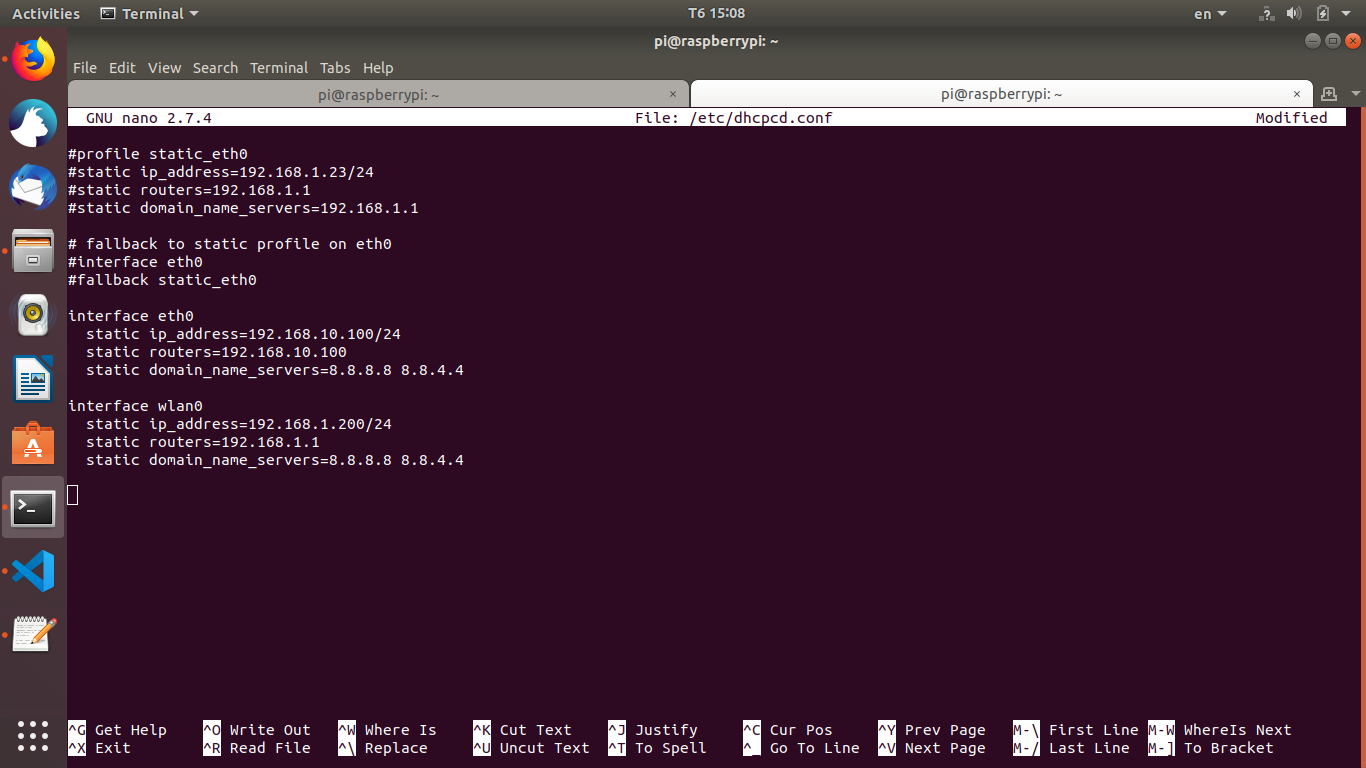 Activities Terminal T6 15:08 en
pi@raspberrypi: ~
File Edit View Search Terminal Tabs Help
pi@raspberrypi: ~ × pi@raspberrypi: ~ ×
GNU nano 2.7.4 File: /etc/dhcpcd.conf Modified
#profile static_eth0
#static ip_address=192.168.1.23/24
#static routers=192.168.1.1
#static domain_name_servers=192.168.1.1
# fallback to static profile on eth0
#interface eth0
#fallback static_eth0
interface eth0
static ip_address=192.168.10.100/24
static routers=192.168.10.100
static domain_name_servers=8.8.8.8 8.8.4.4
interface wlan0
static ip_address=192.168.1.200/24
static routers=192.168.1.1
static domain_name_servers=8.8.8.8 8.8.4.4
^G Get Help ^O Write Out ^W Where Is ^K Cut Text ^J Justify ^C Cur Pos ^Y Prev Page M-\ First Line M-W WhereIs Next
^X Exit ^R Read File ^\ Replace ^U Uncut Text ^T To Spell ^_ Go To Line ^V Next Page M-/ Last Line M-] To Bracket